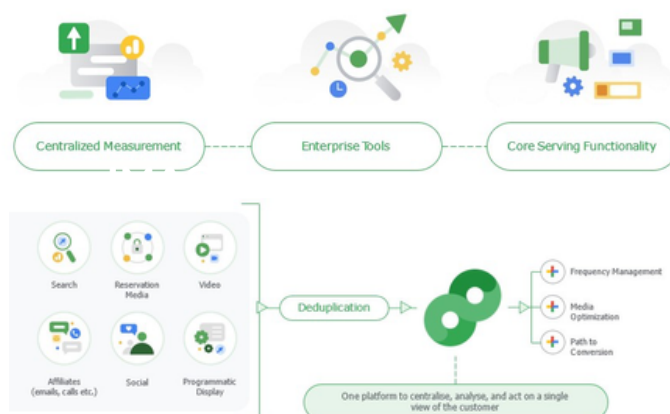 Centralized Measurement
Enterprise Tools
Core Serving Functionality
Search
Reservation
Media
Video
Affiliates
(emails, calls etc.)
Social
Programmatic
Display
Deduplication
Frequency Management
Media
Optimization
Path to
Conversion
One platform to centralise, analyse, and act on a single
view of the customer